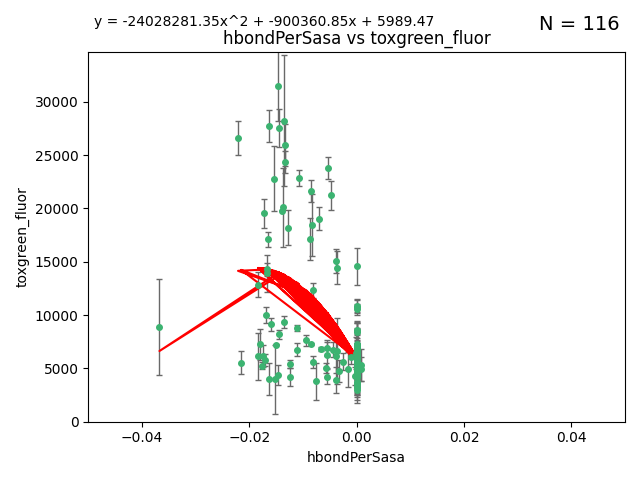 y = -24028281.35x^2 + -900360.85x + 5989.47
N = 116
hbondPerSasa vs toxgreen_fluor
toxgreen_fluor
30000
25000
20000
15000
10000
5000
0
−0.04
−0.02
0.00
0.02
0.04
hbondPerSasa